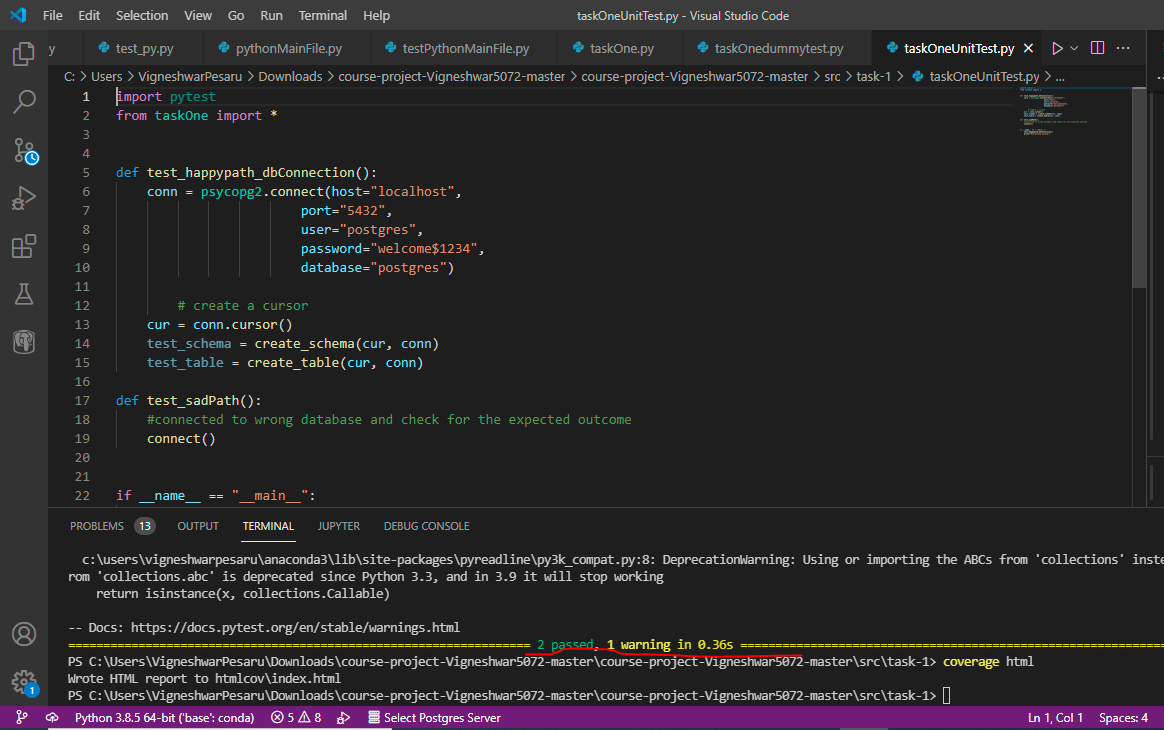 File Edit Selection View Go Run Terminal Help taskOneUnitTest.py - Visual Studio Code
y test_py.py pythonMainFile.py testPythonMainFile.py taskOne.py taskOnedummytest.py taskOneUnitTest.py
C: > Users > VigneshwarPesaru > Downloads > course-project-Vigneshwar5072-master > course-project-Vigneshwar5072-master > src > task-1 > taskOneUnitTest.py > ...
1 import pytest
2 from taskOne import *
3
4
5 def test_happypath_dbConnection():
6 conn = psycopg2.connect(host="localhost",
7 port="5432",
8 user="postgres",
9 password="welcome$1234",
10 database="postgres")
11
12 # create a cursor
13 cur = conn.cursor()
14 test_schema = create_schema(cur, conn)
15 test_table = create_table(cur, conn)
16
17 def test_sadPath():
18 #connected to wrong database and check for the expected outcome
19 connect()
20
21
22 if __name__ == "__main__":
PROBLEMS 13 OUTPUT TERMINAL JUPYTER DEBUG CONSOLE
c:\users\vigneshwarpesaru\anaconda3\lib\site-packages\pyreadline\py3k_compat.py:8: DeprecationWarning: Using or importing the ABCs from 'collections' inste
rom 'collections.abc' is deprecated since Python 3.3, and in 3.9 it will stop working
return isinstance(x, collections.Callable)
-- Docs: https://docs.pytest.org/en/stable/warnings.html
2 passed, 1 warning in 0.36s
PS C:\Users\VigneshwarPesaru\Downloads\course-project-Vigneshwar5072-master\course-project-Vigneshwar5072-master\src\task-1> coverage html
Wrote HTML report to htmlcov\index.html
PS C:\Users\VigneshwarPesaru\Downloads\course-project-Vigneshwar5072-master\course-project-Vigneshwar5072-master\src\task-1>
1
Python 3.8.5 64-bit ('base': conda) 5 8 Select Postgres Server Ln 1, Col 1 Spaces: 4